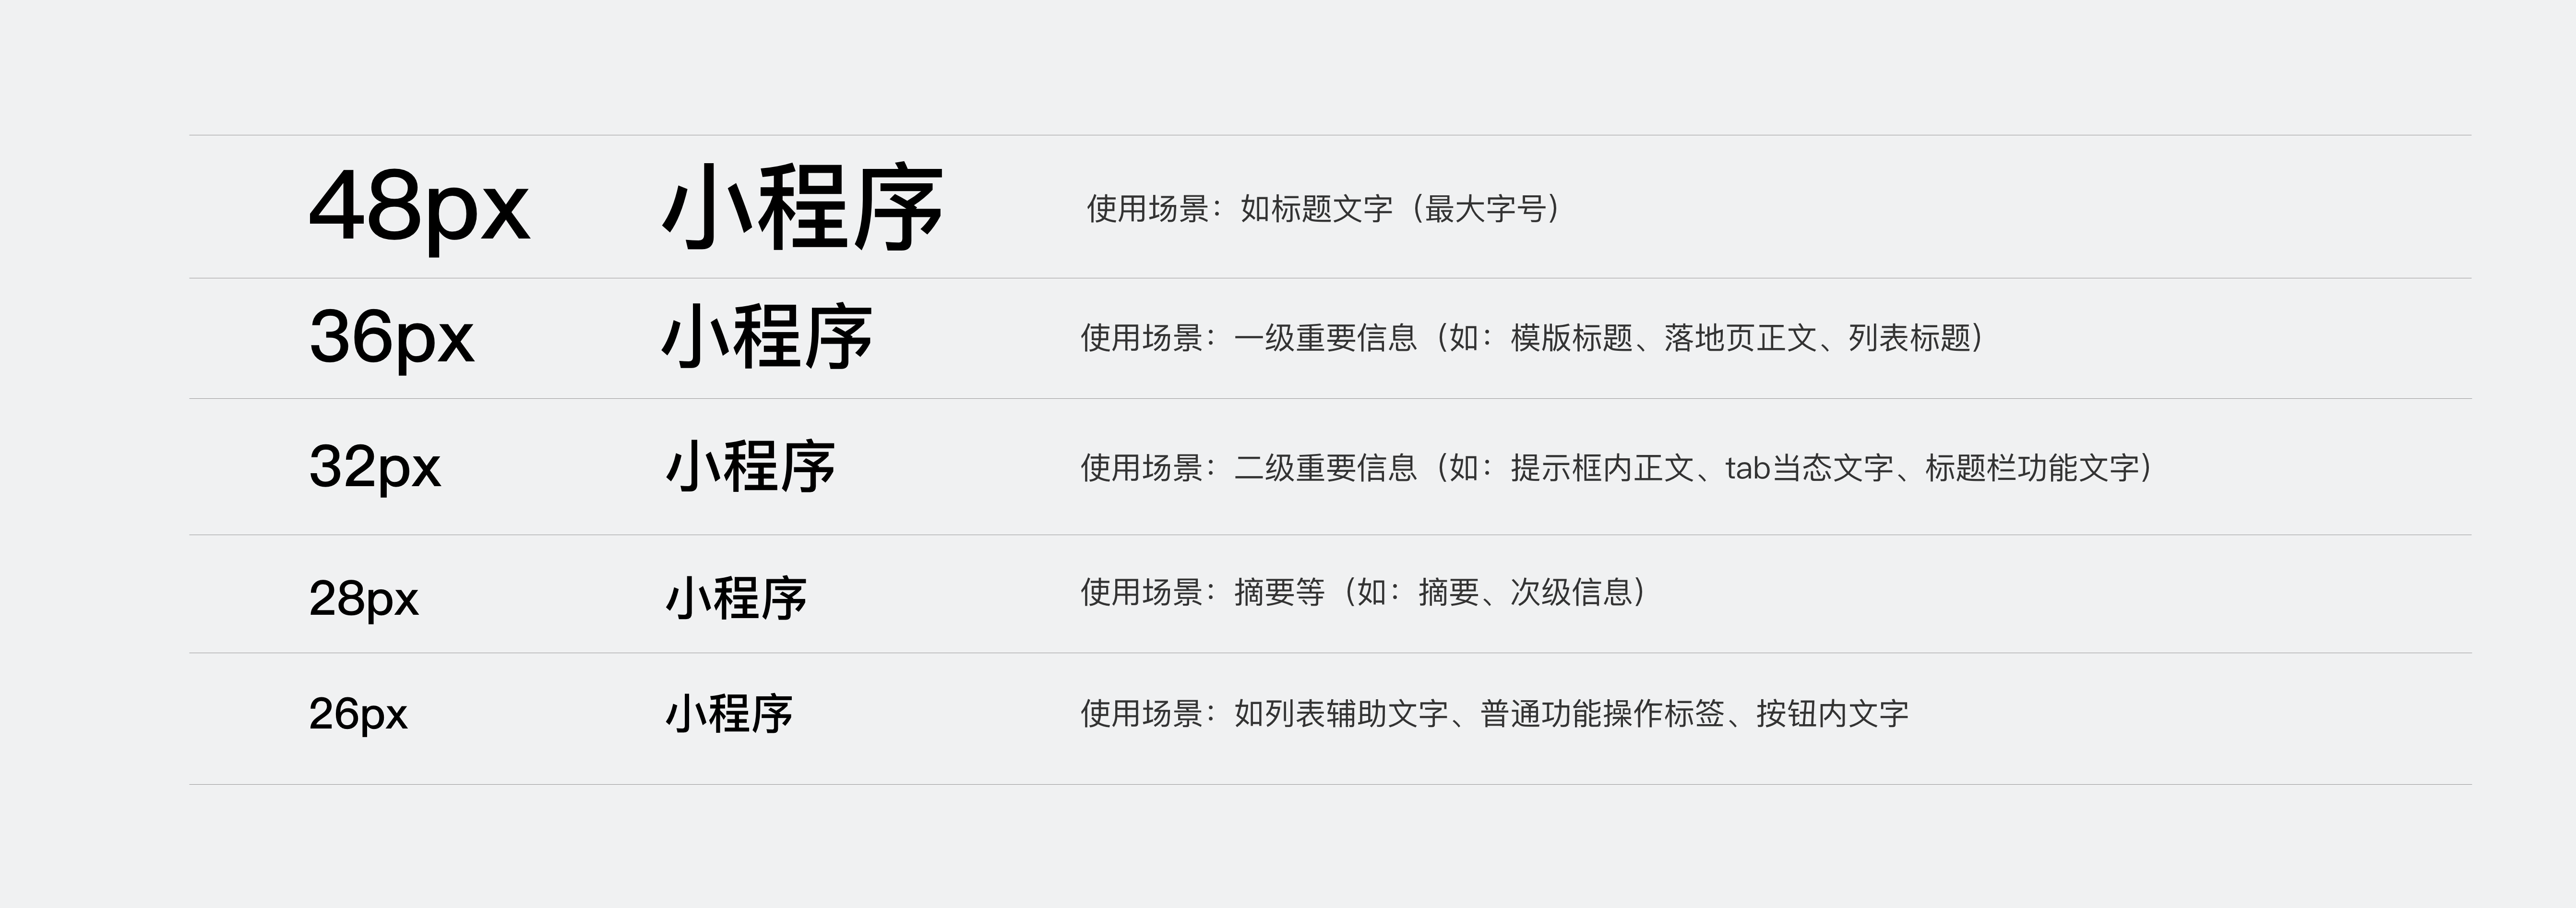 48px 小程序 使用场景：如标题文字（最大字号）
36px 小程序 使用场景：一级重要信息（如：模版标题、落地页正文、列表标题）
32px 小程序 使用场景：二级重要信息（如：提示框内正文、tab当态文字、标题栏功能文字）
28px 小程序 使用场景：摘要等（如：摘要、次级信息）
26px 小程序 使用场景：如列表辅助文字、普通功能操作标签、按钮内文字